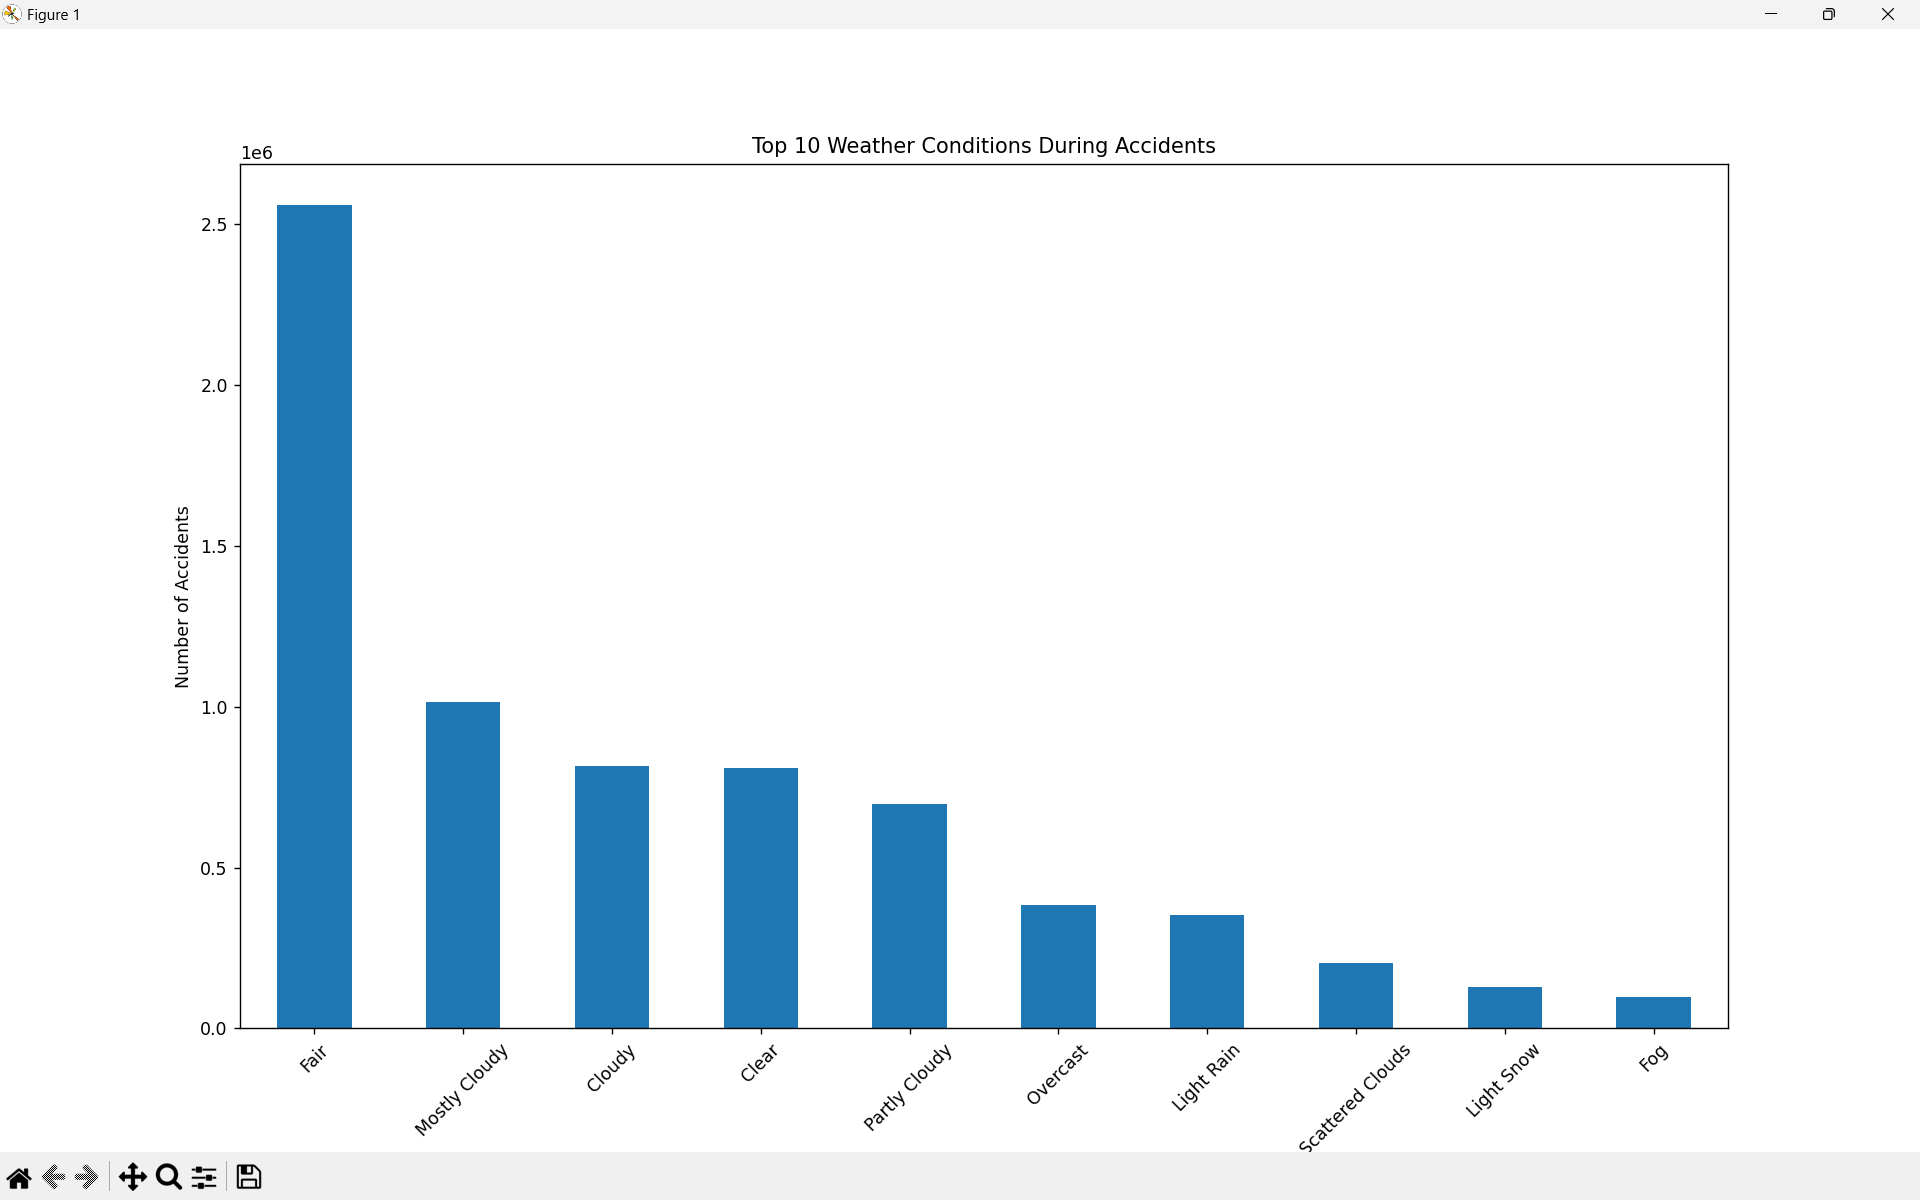 Figure 1
Top 10 Weather Conditions During Accidents
1e6
2.5
2.0
1.5
1.0
0.5
0.0
Number of Accidents
Fair
Mostly Cloudy
Cloudy
Clear
Partly Cloudy
Overcast
Light Rain
Scattered Clouds
Light Snow
Fog